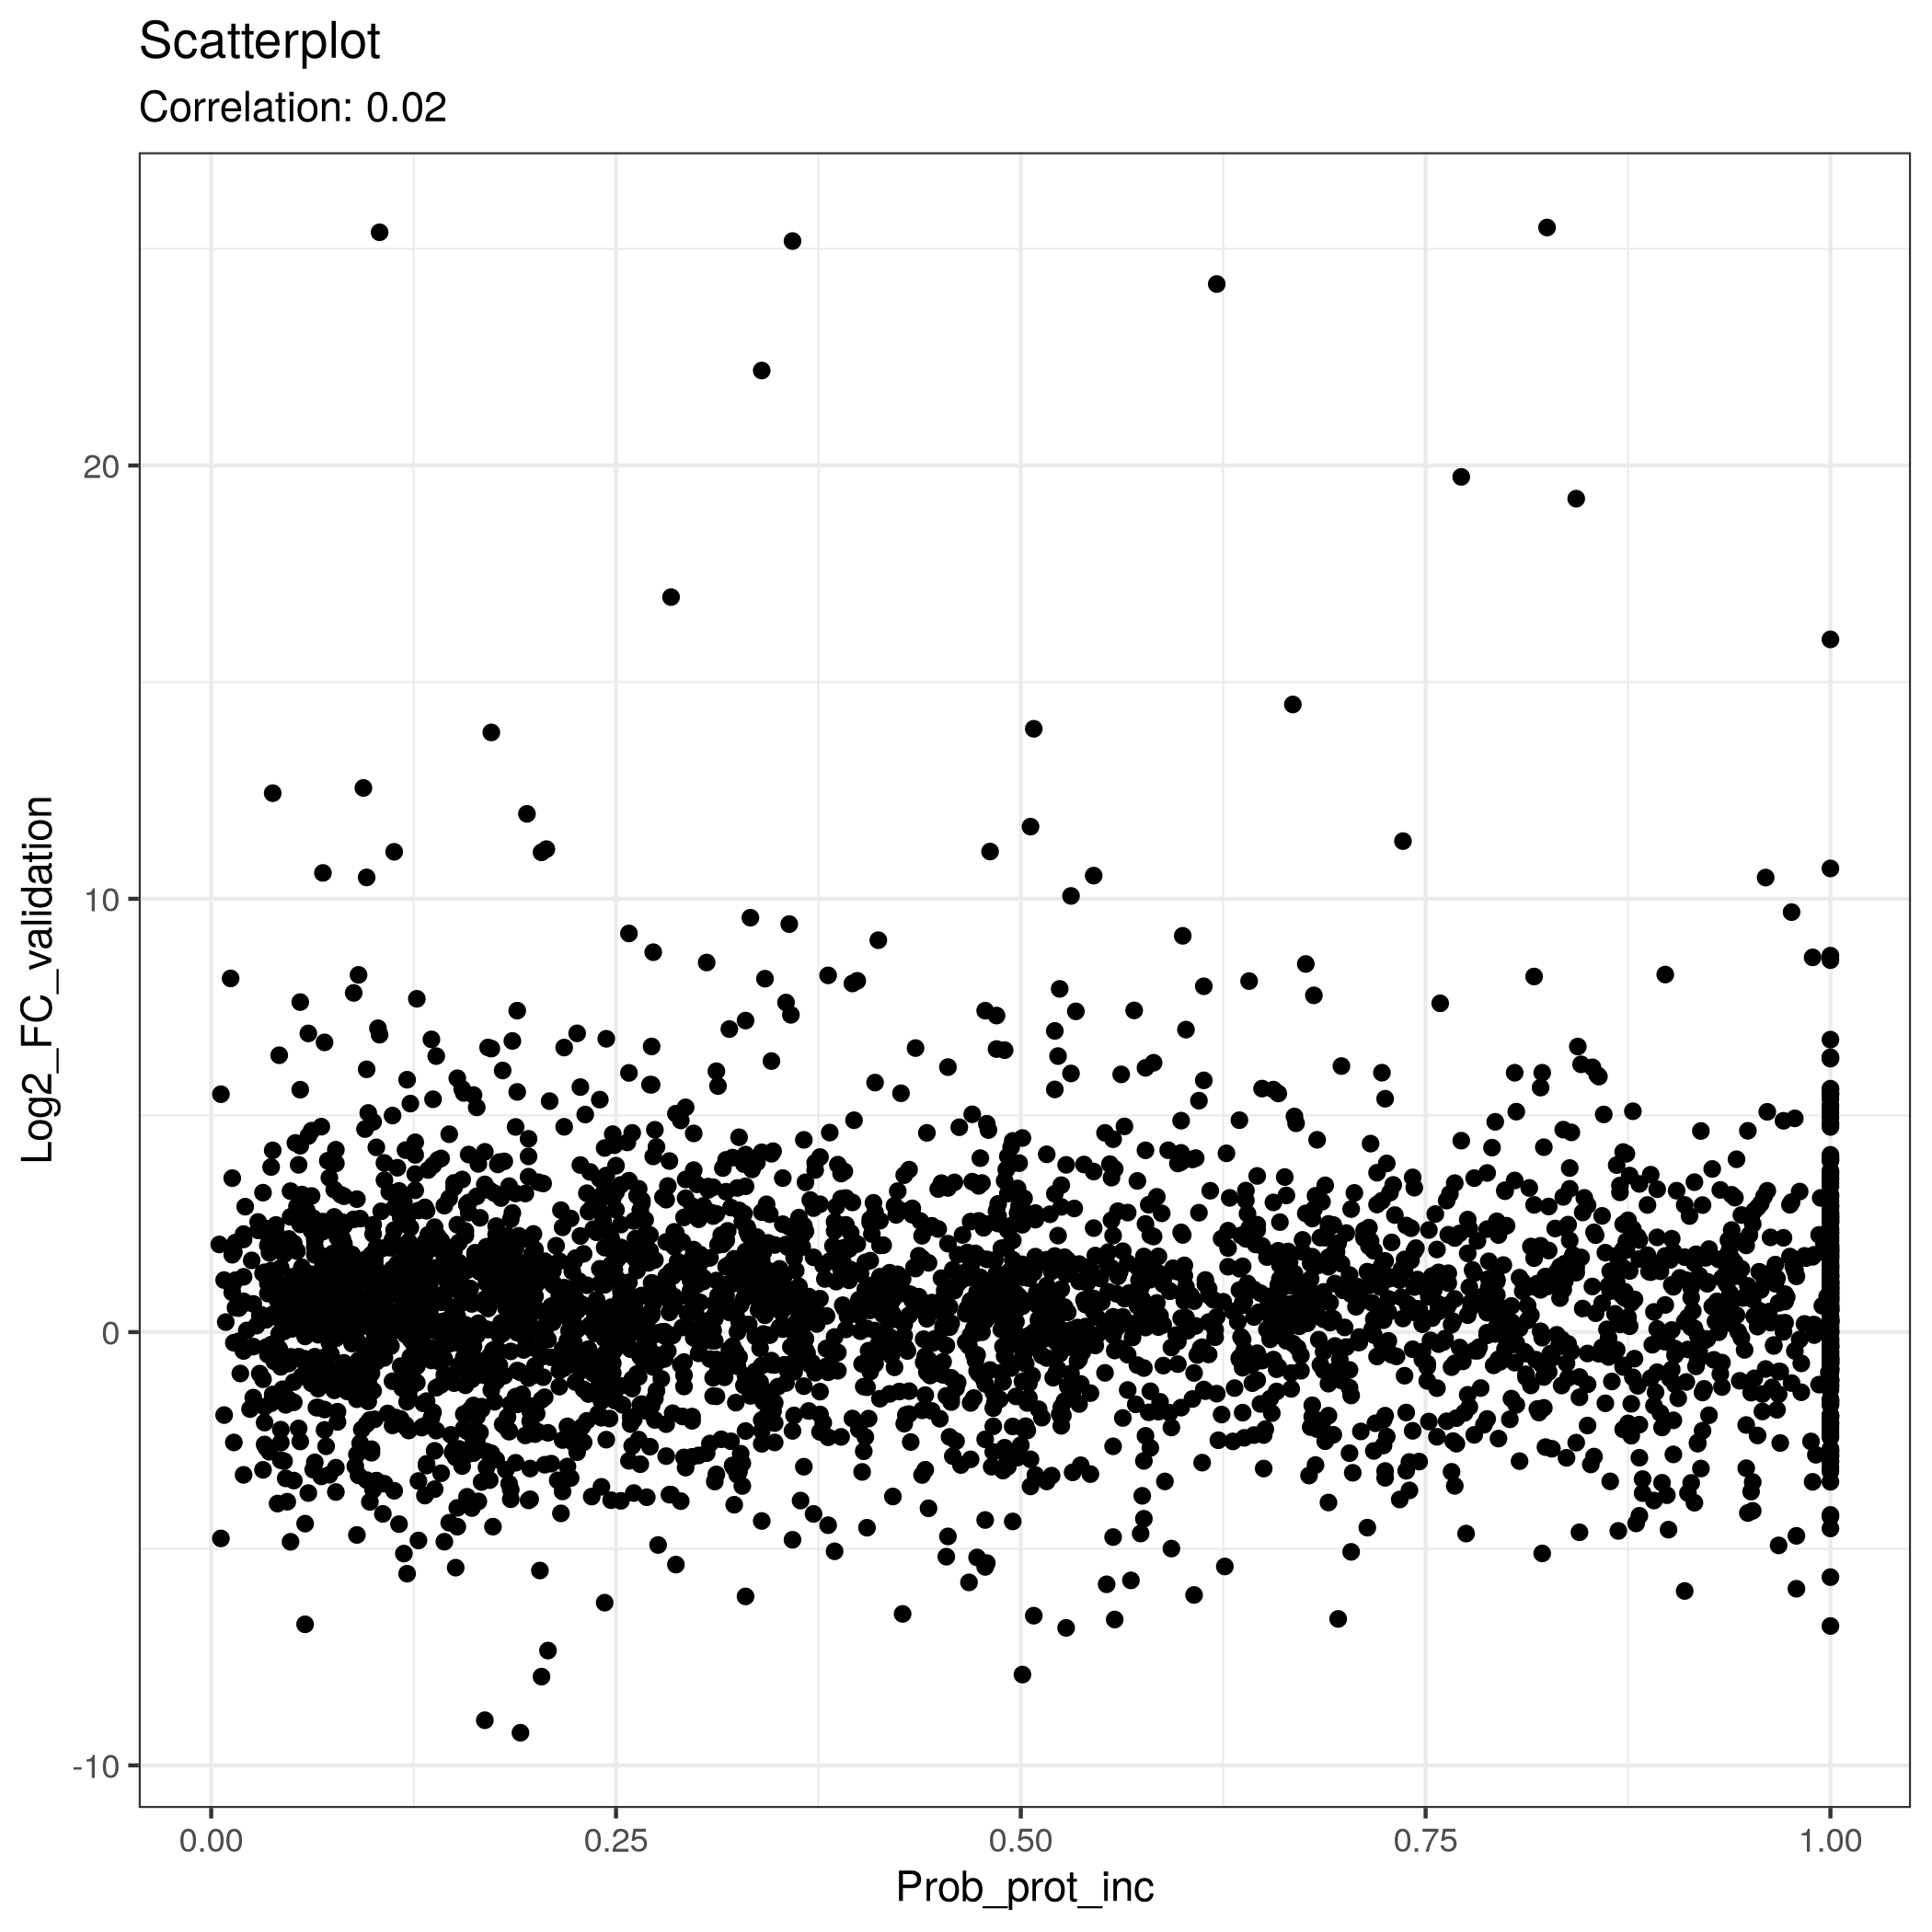 Scatterplot
Correlation: 0.02
Log2_FC_validation
20
10
0
-10
0.00 0.25 0.50 0.75 1.00
Prob_prot_inc